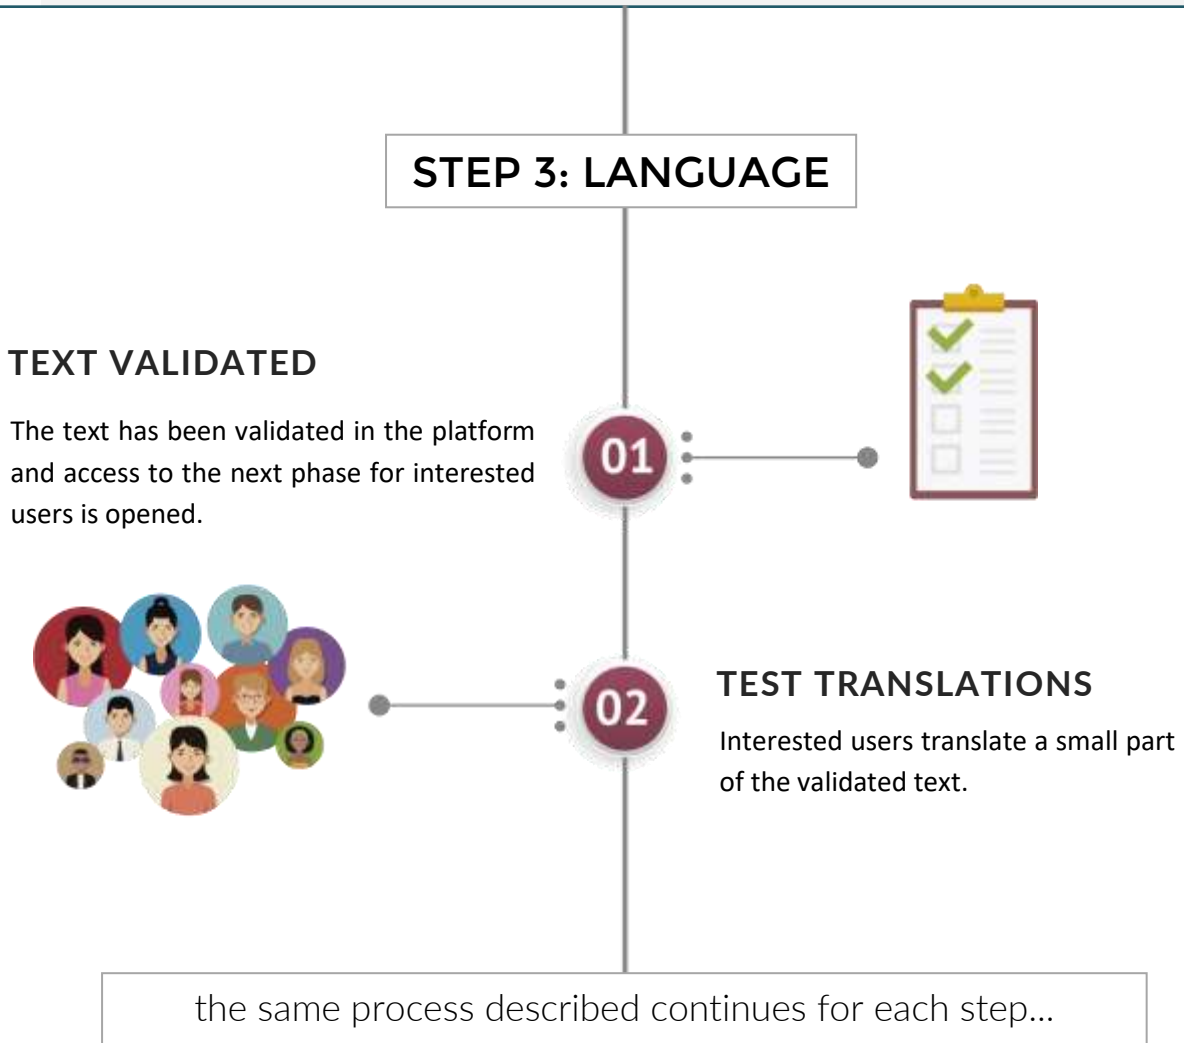 STEP 3: LANGUAGE
TEXT VALIDATED
The text has been validated in the platform
and access to the next phase for interested
users is opened.
01
02
TEST TRANSLATIONS
Interested users translate a small part
of the validated text.
the same process described continues for each step...